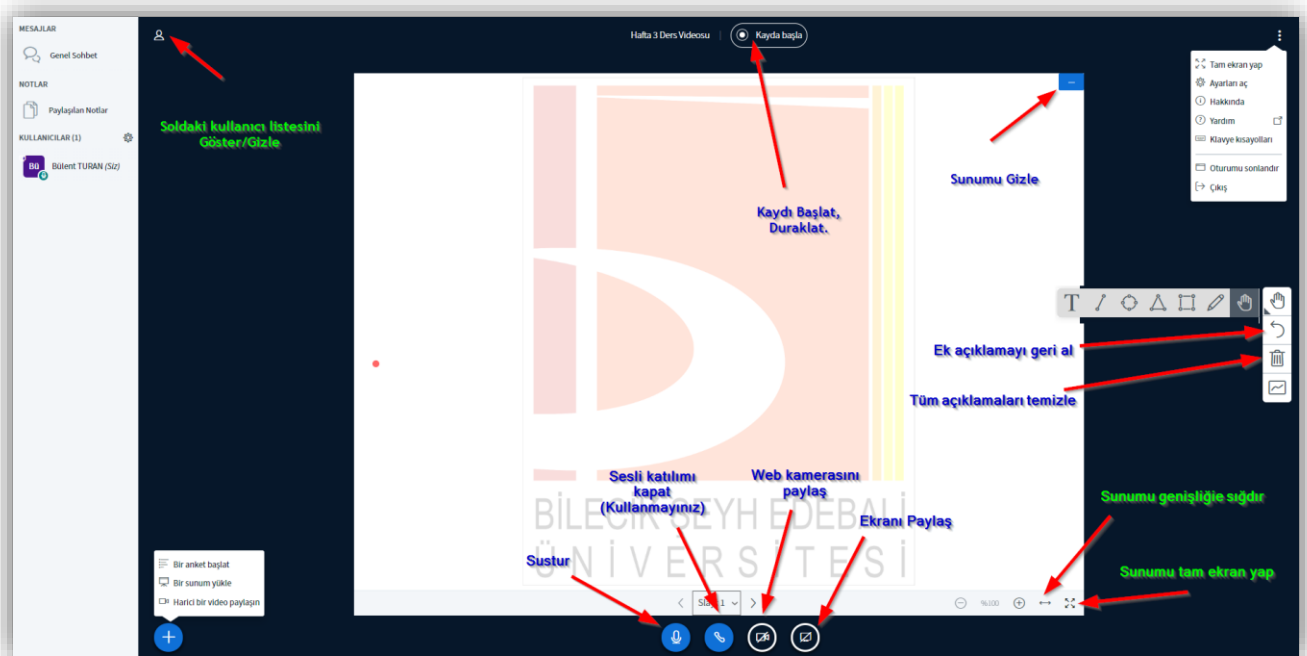 MESAJLAR
Genel Sohbet
NOTLAR
Paylaşılan Notlar
KULLANICILAR (1)
Bü
Bülent TURAN (Siz)
Hafta 3 Ders Videosu
Kayda başla
Soldaki kullanıcı listesini
Göster/Gizle
Kaydı Başlat,
Duraklat.
Sunumu Gizle
Tam ekran yap
Ayarları aç
Hakkında
Yardım
Klavye kısayolları
Oturumu sonlandır
Çıkış
T
Ek açıklamayı geri al
Tüm açıklamaları temizle
Sesli katılımı
kapat
(Kullanmayınız)
Web kamerasını
paylaş
Ekranı Paylaş
Sunumu genişliğie sığdır
Sunumu tam ekran yap
Sustur
BİLECİK ŞEYH EDEBALİ
ÜNİVERSİTESİ
Bir anket başlat
Bir sunum yükle
Harici bir video paylaşın
%100